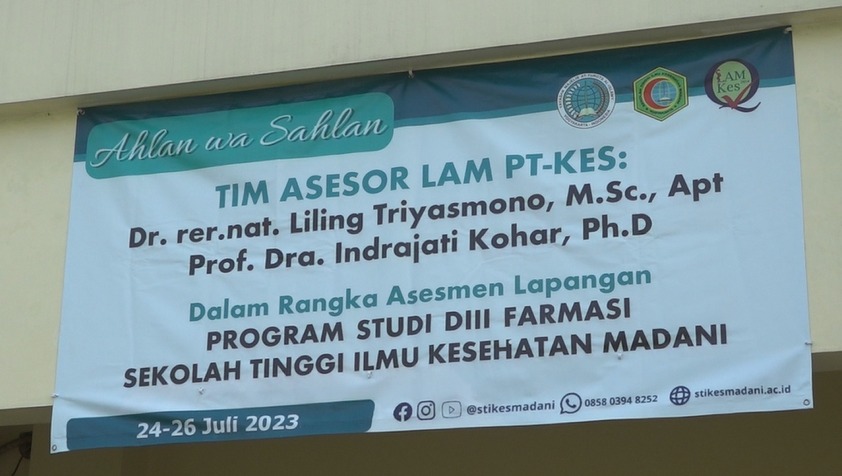 Ahlan wa Sahlan
LAM
Kes
TIM ASESOR LAM PT-KES:
Dr. rer.nat. Liling Triyasmono, M.Sc., Apt
Prof. Dra. Indrajati Kohar, Ph.D
Dalam Rangka Asesmen Lapangan
PROGRAM STUDI DIII FARMASI
SEKOLAH TINGGI ILMU KESEHATAN MADANI
24-26 Juli 2023
@stikesmadani 0858 0394 8252 stikesmadani.ac.id